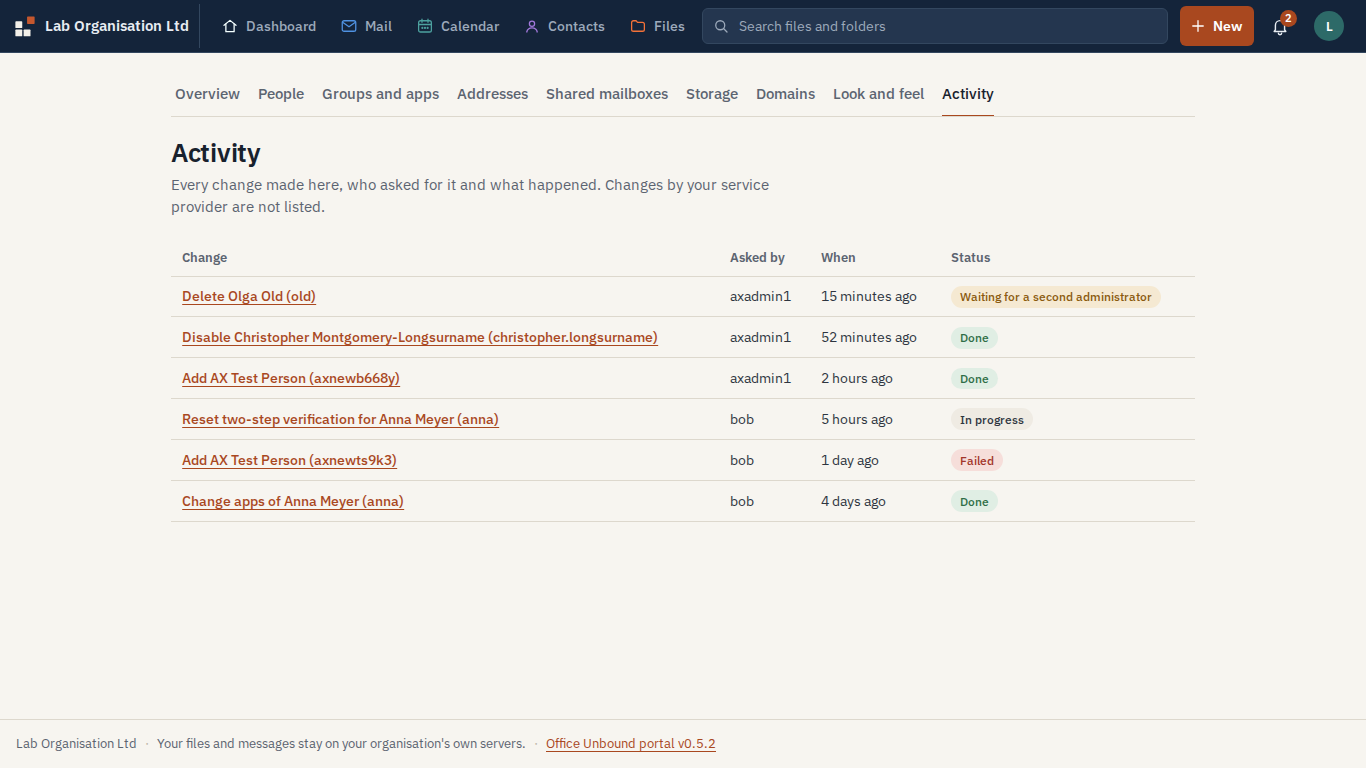 Lab Organisation Ltd Dashboard Mail Calendar Contacts Files Search files and folders New 2 L
Overview People Groups and apps Addresses Shared mailboxes Storage Domains Look and feel Activity
Activity
Every change made here, who asked for it and what happened. Changes by your service
provider are not listed.
Change Asked by When Status
Delete Olga Old (old) axadmin1 15 minutes ago Waiting for a second administrator
Disable Christopher Montgomery-Longsurname (christopher.longsurname) axadmin1 52 minutes ago Done
Add AX Test Person (axnewb668y) axadmin1 2 hours ago Done
Reset two-step verification for Anna Meyer (anna) bob 5 hours ago In progress
Add AX Test Person (axnewts9k3) bob 1 day ago Failed
Change apps of Anna Meyer (anna) bob 4 days ago Done
Lab Organisation Ltd · Your files and messages stay on your organisation's own servers. · Office Unbound portal v0.5.2